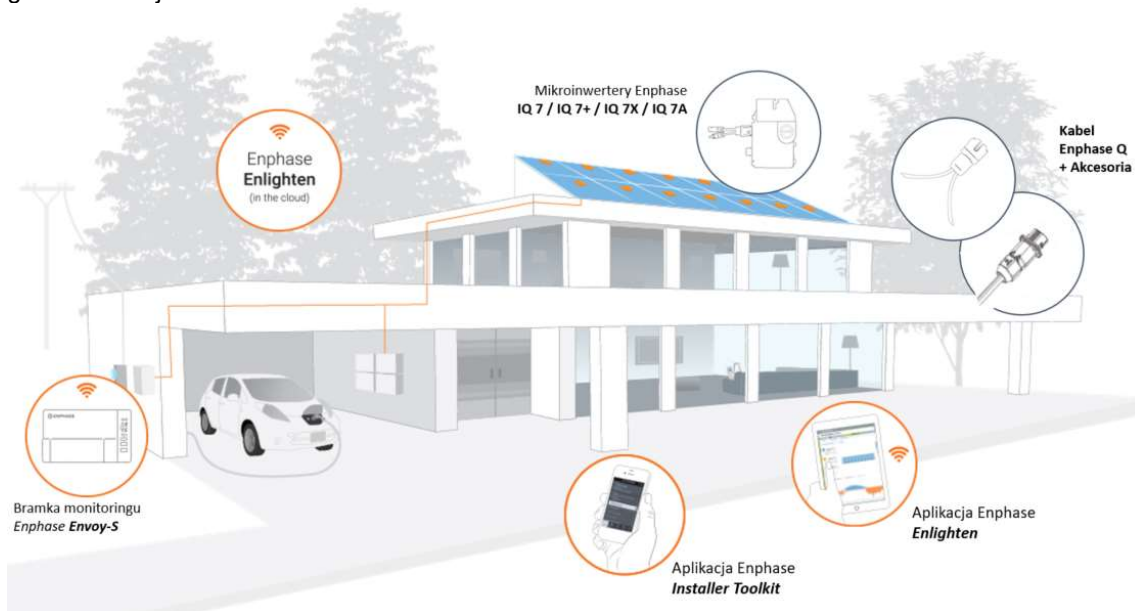 Mikroinwertery Enphase
IQ 7 / IQ 7+ / IQ 7X / IQ 7A
Kabel
Enphase Q
+ Akcesoria
Enphase
Enlighten
(in the cloud)
ENPHASE
Bramka monitoringu
Enphase Envoy-S
Aplikacja Enphase
Installer Toolkit
Aplikacja Enphase
Enlighten